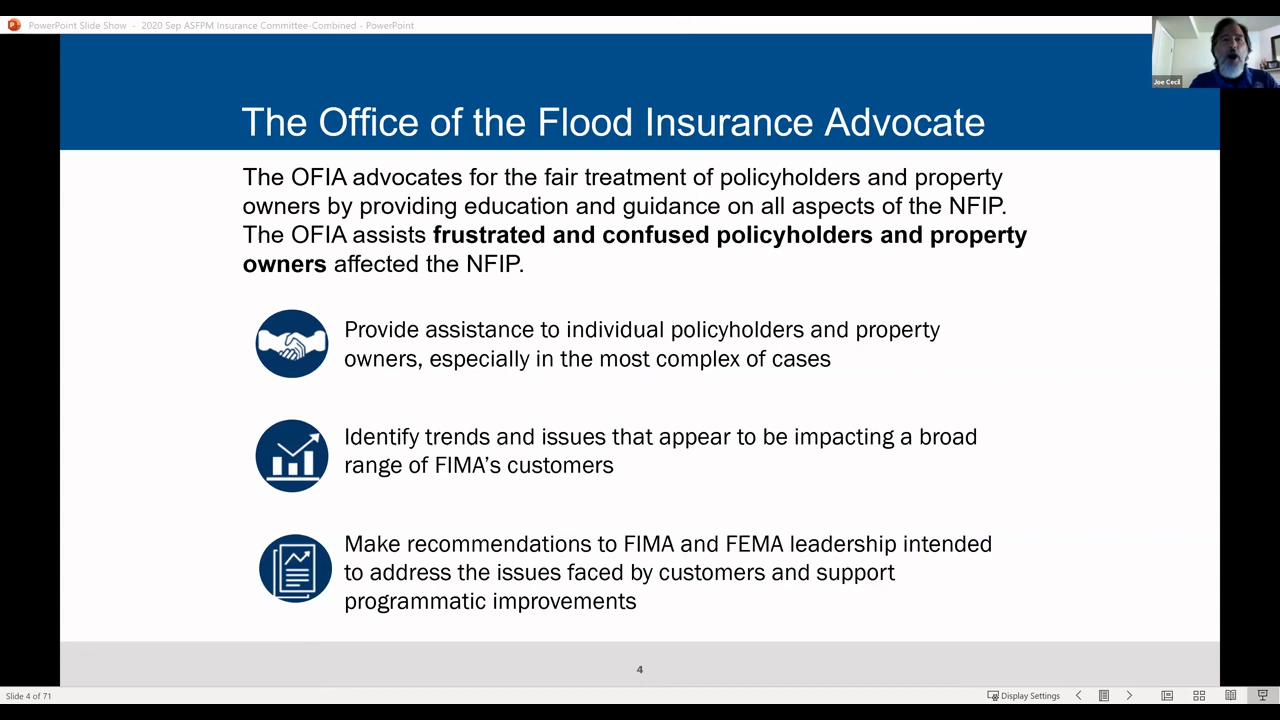 PowerPoint Slide Show - 2020 Sep ASFPM Insurance Committee-Combined - PowerPoint
Joe Cecil
The Office of the Flood Insurance Advocate
The OFIA advocates for the fair treatment of policyholders and property
owners by providing education and guidance on all aspects of the NFIP.
The OFIA assists frustrated and confused policyholders and property
owners affected the NFIP.
Provide assistance to individual policyholders and property
owners, especially in the most complex of cases
Identify trends and issues that appear to be impacting a broad
range of FIMA’s customers
Make recommendations to FIMA and FEMA leadership intended
to address the issues faced by customers and support
programmatic improvements
4
Slide 4 of 71
Display Settings